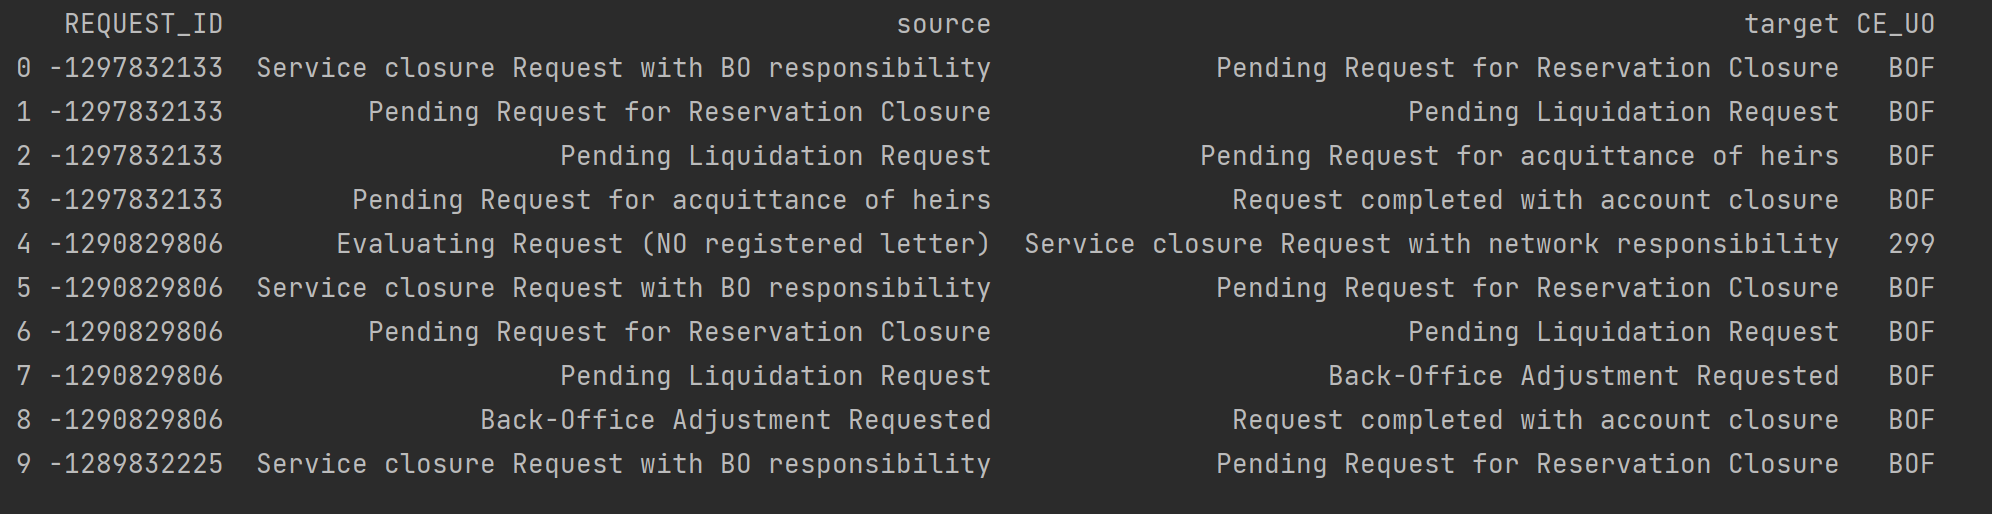 REQUEST_ID source target CE_UO
0 -1297832133 Service closure Request with BO responsibility Pending Request for Reservation Closure BOF
1 -1297832133 Pending Request for Reservation Closure Pending Liquidation Request BOF
2 -1297832133 Pending Liquidation Request Pending Request for acquittance of heirs BOF
3 -1297832133 Pending Request for acquittance of heirs Request completed with account closure BOF
4 -1290829806 Evaluating Request (NO registered letter) Service closure Request with network responsibility 299
5 -1290829806 Service closure Request with BO responsibility Pending Request for Reservation Closure BOF
6 -1290829806 Pending Request for Reservation Closure Pending Liquidation Request BOF
7 -1290829806 Pending Liquidation Request Back-Office Adjustment Requested BOF
8 -1290829806 Back-Office Adjustment Requested Request completed with account closure BOF
9 -1289832225 Service closure Request with BO responsibility Pending Request for Reservation Closure BOF